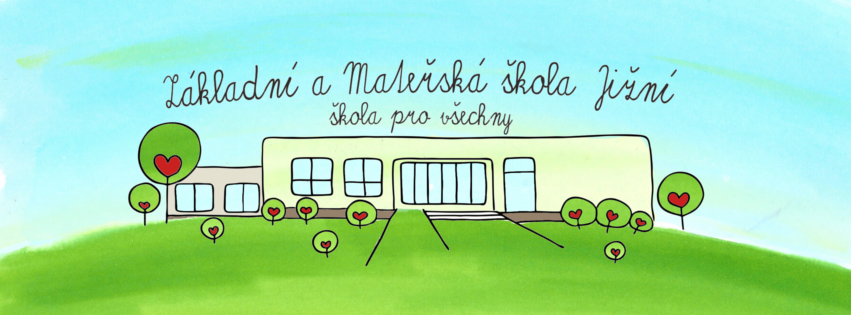 Základní a Mateřská škola Jižní
škola pro všechny